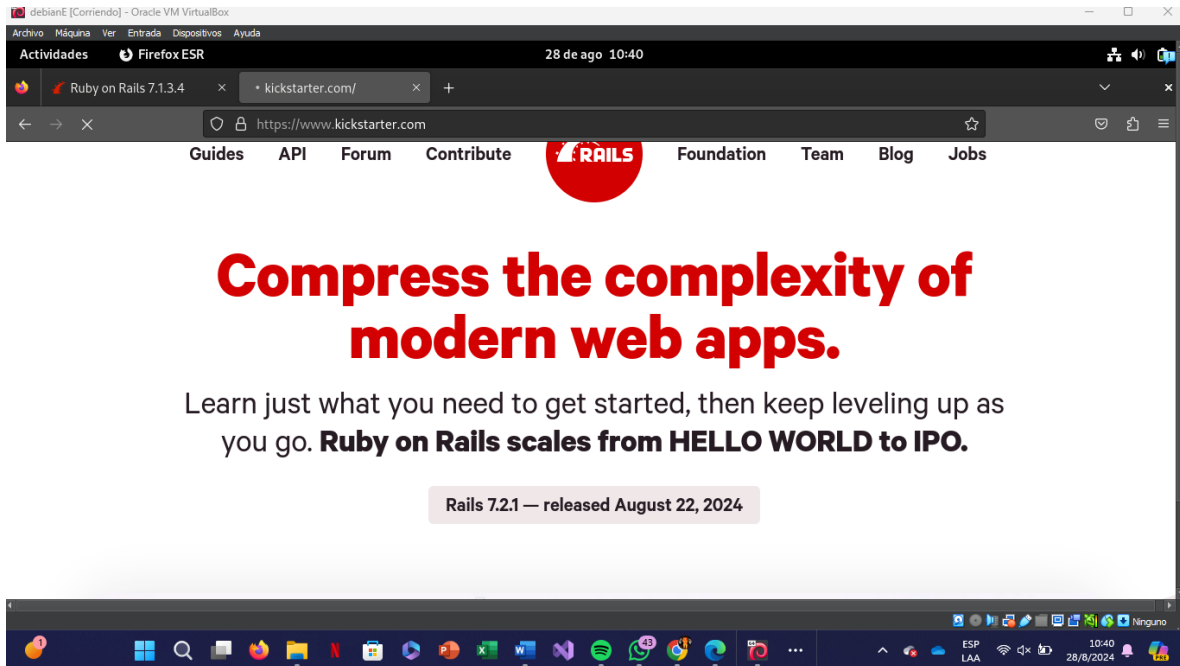 debianE [Corriendo] - Oracle VM VirtualBox
Archivo Máquina Ver Entrada Dispositivos Ayuda
Actividades Firefox ESR 28 de ago 10:40
Ruby on Rails 7.1.3.4 × • kickstarter.com/ × +
https://www.kickstarter.com
Guides API Forum Contribute RAILS Foundation Team Blog Jobs
Compress the complexity of
modern web apps.
Learn just what you need to get started, then keep leveling up as
you go. Ruby on Rails scales from HELLO WORLD to IPO.
Rails 7.2.1 — released August 22, 2024
Ninguno
1 43 ESP 10:40
LAA 28/8/2024